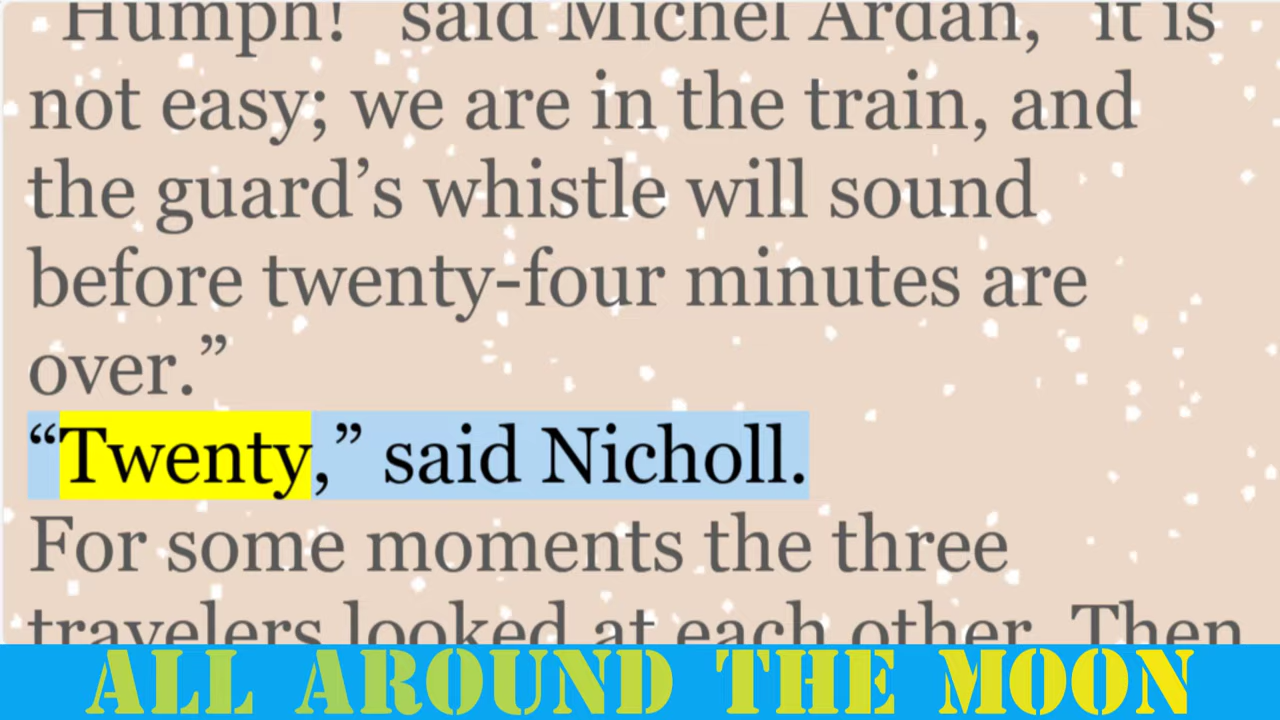 “Humph!” said Michel Ardan, “it is
not easy; we are in the train, and
the guard’s whistle will sound
before twenty-four minutes are
over.”
“Twenty,” said Nicholl.
For some moments the three
travelers looked at each other. Then
ALL AROUND THE MOON